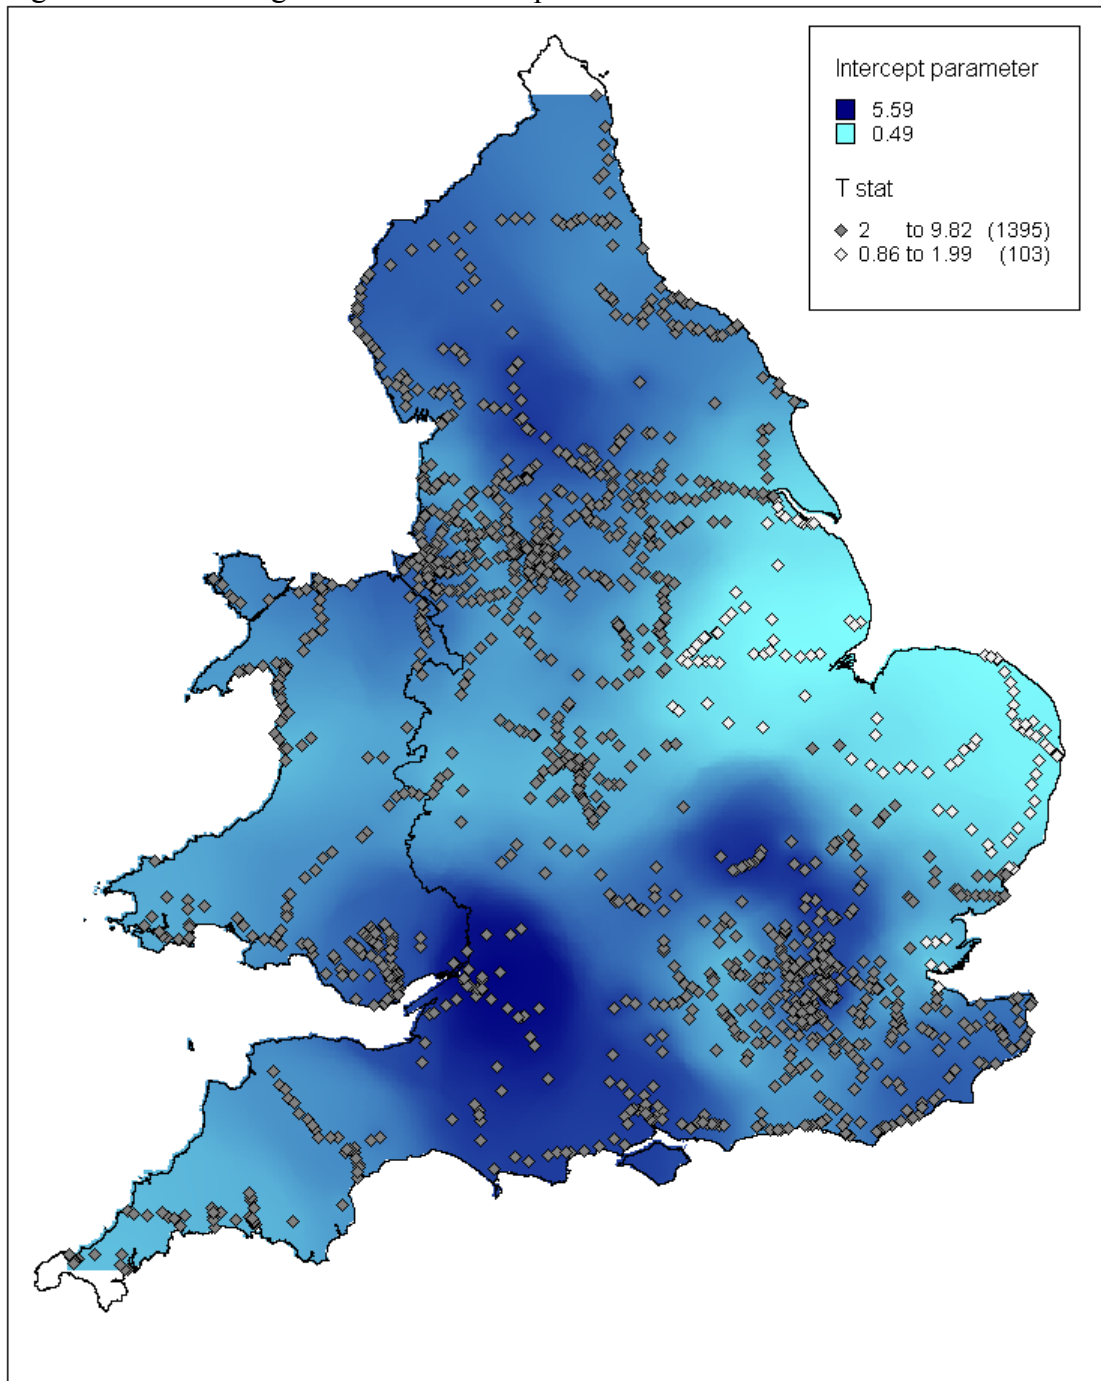 Intercept parameter
5.59
0.49
T stat
2 to 9.82 (1395)
0.86 to 1.99 (103)